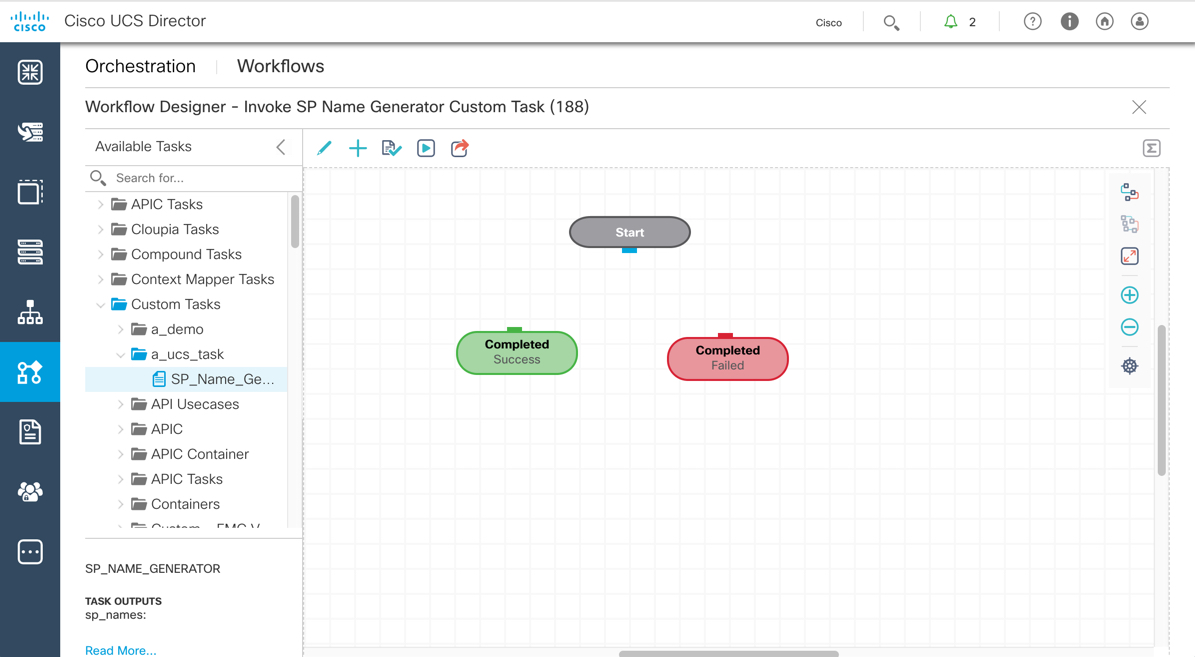 CISCO
Cisco UCS Director
Cisco
2
Orchestration
Workflows
Workflow Designer - Invoke SP Name Generator Custom Task (188)
Available Tasks
Search for...
APIC Tasks
Cloupia Tasks
Compound Tasks
Context Mapper Tasks
Custom Tasks
a_demo
a_ucs_task
SP_Name_Ge...
API Usecases
APIC
APIC Container
APIC Tasks
Containers
SP_NAME_GENERATOR
TASK OUTPUTS
sp_names:
Read More...
Start
Completed
Success
Completed
Failed